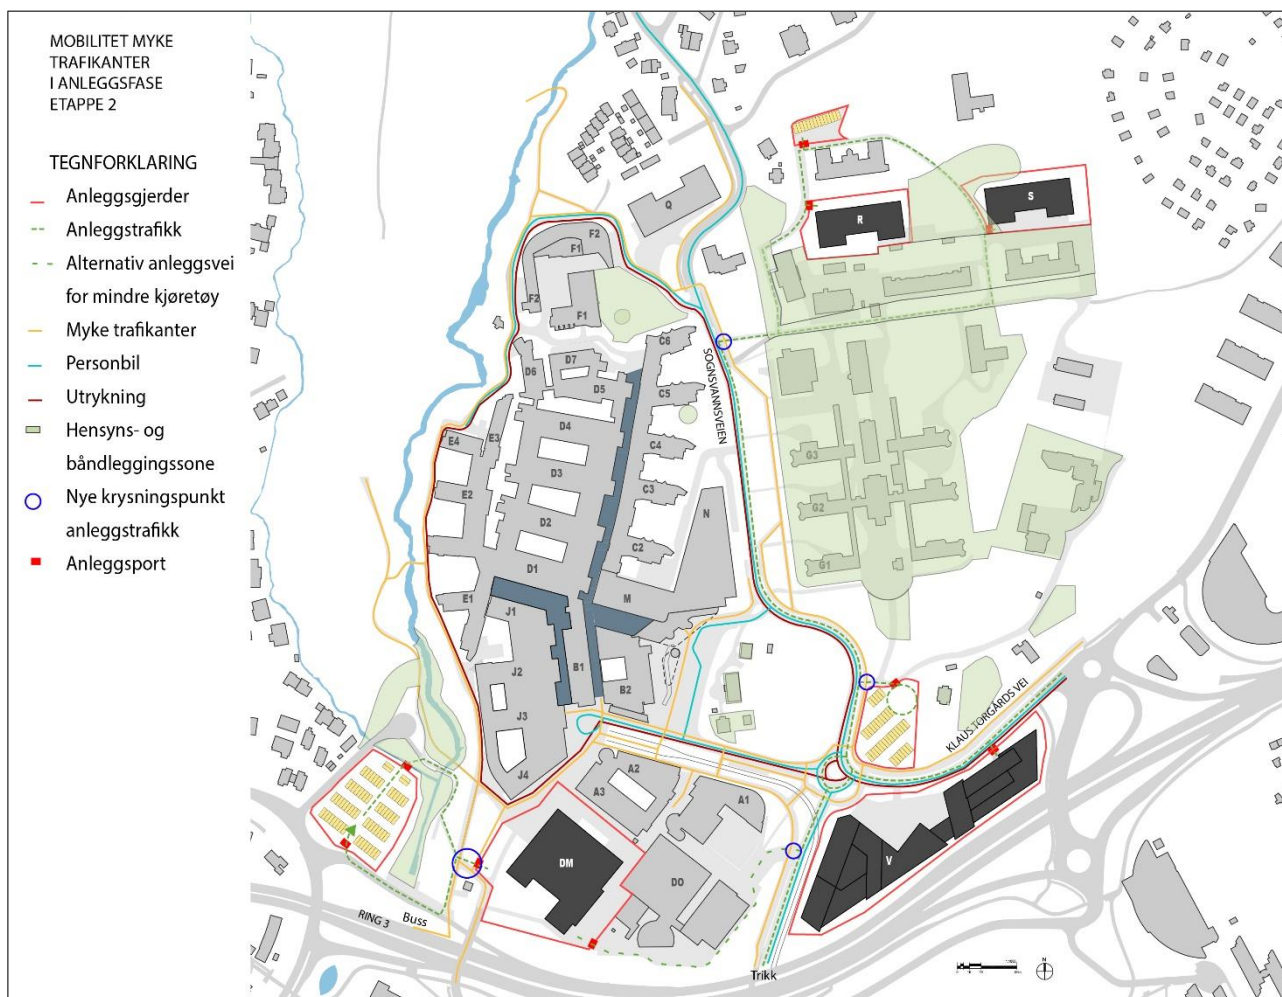 MOBILITET MYKE
TRAFIKANTER
I ANLEGGSFASE
ETAPPE 2
TEGNFORKLARING
Anleggsgjerder
Anleggstrafikk
Alternativ anleggsvei
for mindre kjøretøy
Myke trafikanter
Personbil
Utrykning
Hensyns- og
båndleggingssone
Nye krysningspunkt
anleggstrafikk
Anleggsport
Q
R
S
F2
F1
F2
F1
C6
D7
D6
D5
C5
SOGNSVANNSVEIEN
E4
E3
D4
C4
G3
D3
C3
E2
N
G2
D2
C2
D1
G1
E1
J1
M
J2
B1
B2
J3
KLAUS TORGÅRDS VEI
J4
A2
A3
A1
DM
DO
V
RING 3
Buss
Trikk
N